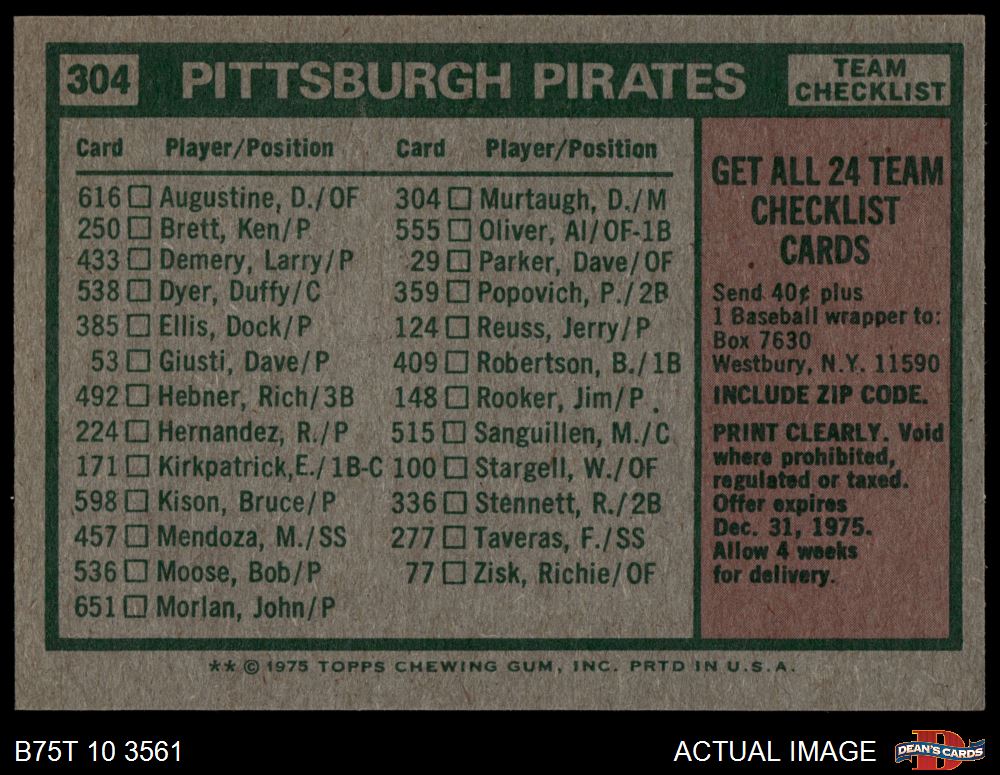 304 PITTSBURGH PIRATES TEAM CHECKLIST
Card Player/Position Card Player/Position
616 □ Augustine, D./OF 304 □ Murtaugh, D./M
250 □ Brett, Ken/P 555 □ Oliver, Al/OF-1B
433 □ Demery, Larry/P 29 □ Parker, Dave/OF
538 □ Dyer, Duffy/C 359 □ Popovich, P./2B
385 □ Ellis, Dock/P 124 □ Reuss, Jerry/P
53 □ Giusti, Dave/P 409 □ Robertson, B./1B
492 □ Hebner, Rich/3B 148 □ Rooker, Jim/P
224 □ Hernandez, R./P 515 □ Sanguillen, M./C
171 □ Kirkpatrick,E./1B-C 100 □ Stargell, W./OF
598 □ Kison, Bruce/P 336 □ Stennett, R./2B
457 □ Mendoza, M./SS 277 □ Taveras, F./SS
536 □ Moose, Bob/P 77 □ Zisk, Richie/OF
651 □ Morlan, John/P
GET ALL 24 TEAM
CHECKLIST
CARDS
Send 40¢ plus
1 Baseball wrapper to:
Box 7630
Westbury, N.Y. 11590
INCLUDE ZIP CODE.
PRINT CLEARLY. Void
where prohibited,
regulated or taxed.
Offer expires
Dec. 31, 1975.
Allow 4 weeks
for delivery.
** © 1975 TOPPS CHEWING GUM, INC. PRTD IN U.S.A.
B75T 10 3561 ACTUAL IMAGE DEAN'S CARDS